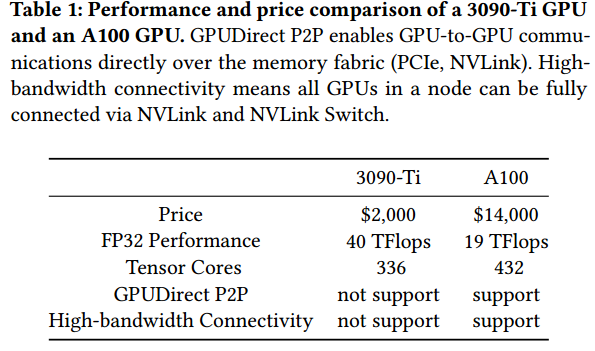 Table 1: Performance and price comparison of a 3090-Ti GPU
and an A100 GPU. GPUDirect P2P enables GPU-to-GPU commu-
nications directly over the memory fabric (PCIe, NVLink). High-
bandwidth connectivity means all GPUs in a node can be fully
connected via NVLink and NVLink Switch.
3090-Ti A100
Price $2,000 $14,000
FP32 Performance 40 TFlops 19 TFlops
Tensor Cores 336 432
GPUDirect P2P not support support
High-bandwidth Connectivity not support support